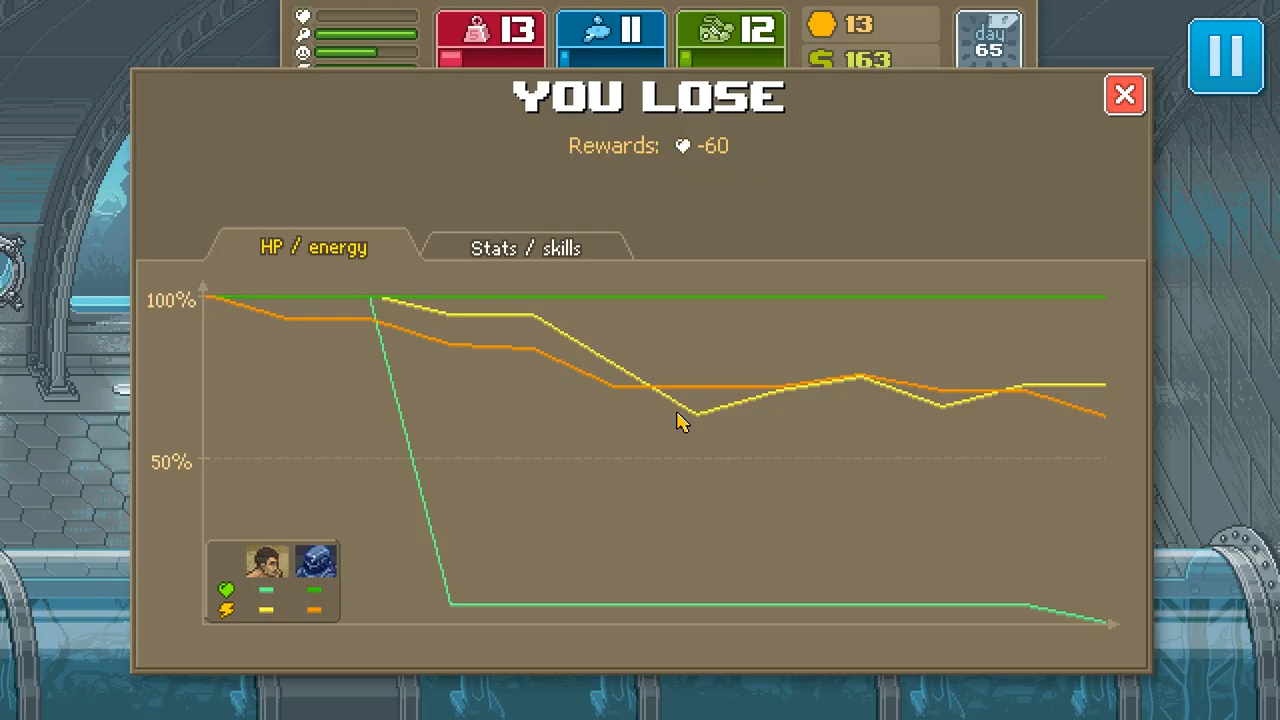 13
11
12
13
163
day
65
YOU LOSE
Rewards: -60
HP / energy
Stats / skills
100%
50%